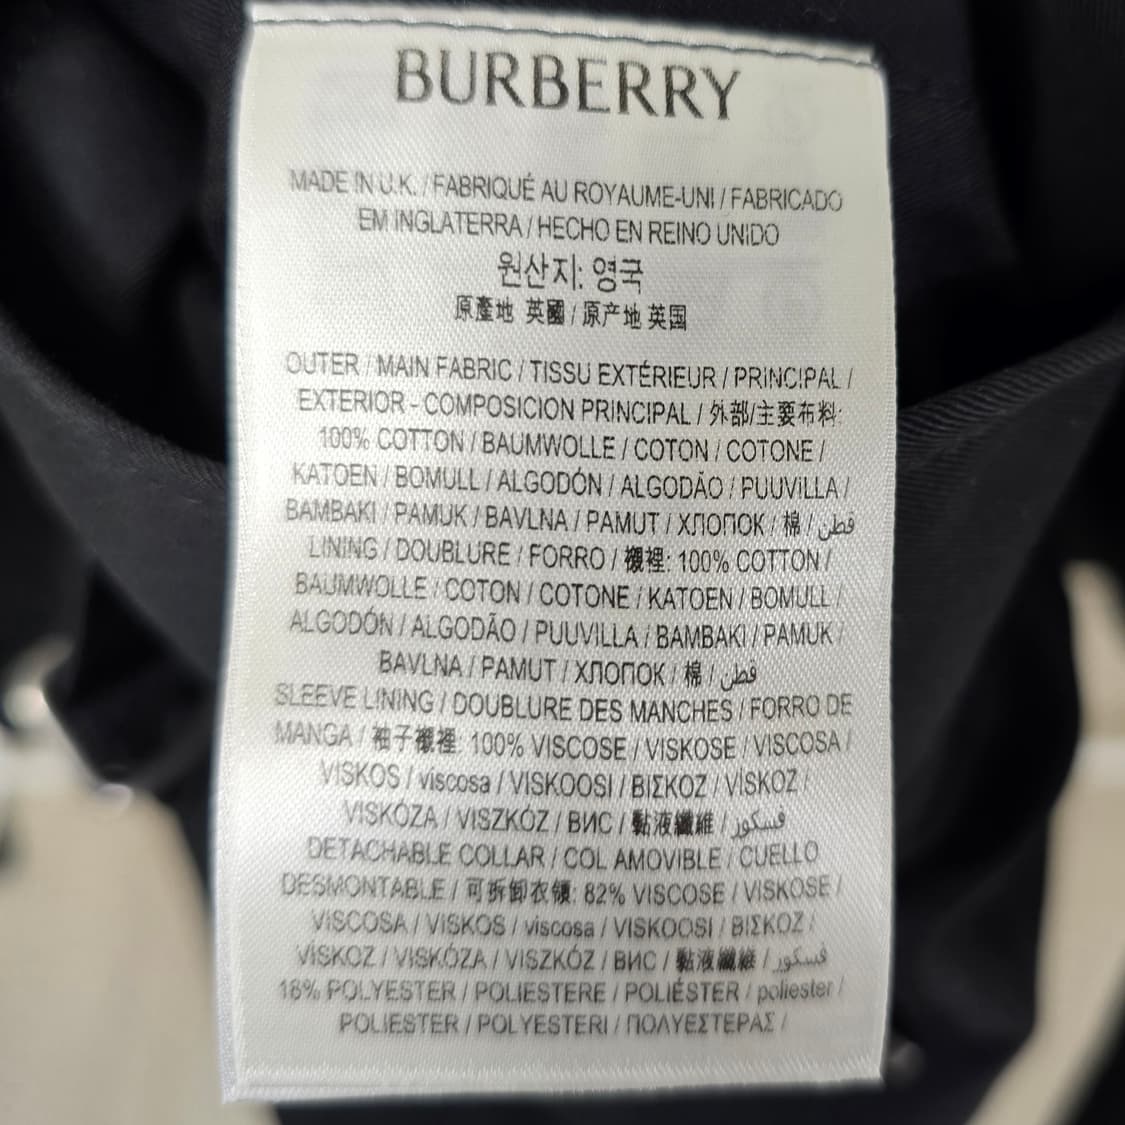 BURBERRY
MADE IN U.K. / FABRIQUÉ AU ROYAUME-UNI / FABRICADO
EM INGLATERRA / HECHO EN REINO UNIDO
원산지: 영국
原產地 英國 / 原产地 英国
OUTER / MAIN FABRIC / TISSU EXTÉRIEUR / PRINCIPAL /
EXTERIOR - COMPOSICION PRINCIPAL / 外部/主要布料:
100% COTTON / BAUMWOLLE / COTON / COTONE /
KATOEN / BOMULL / ALGODÓN / ALGODÃO / PUUVILLA /
BAMBAKI / PAMUK / BAVLNA / PAMUT / ХЛОПОК / 棉 / قطن
LINING / DOUBLURE / FORRO / 襯裡: 100% COTTON /
BAUMWOLLE / COTON / COTONE / KATOEN / BOMULL /
ALGODÓN / ALGODÃO / PUUVILLA / BAMBAKI / PAMUK /
BAVLNA / PAMUT / ХЛОПОК / 棉 / قطن
SLEEVE LINING / DOUBLURE DES MANCHES / FORRO DE
MANGA / 袖子襯裡: 100% VISCOSE / VISKOSE / VISCOSA /
VISKOS / viscosa / VISKOOSI / ΒΙΣΚΟΖ / VİSKOZ /
VISKÓZA / VISZKÓZ / ВИС / 黏液纖維 / فسكوز
DETACHABLE COLLAR / COL AMOVIBLE / CUELLO
DESMONTABLE / 可拆卸衣領: 82% VISCOSE / VISKOSE /
VISCOSA / VISKOS / viscosa / VISKOOSI / ΒΙΣΚΟΖ /
VİSKOZ / VISKÓZA / VISZKÓZ / ВИС / 黏液纖維 / فسكوز
18% POLYESTER / POLIESTERE / POLIÉSTER / poliester /
POLIESTER / POLYESTERI / ΠΟΛΥΕΣΤΕΡΑΣ /